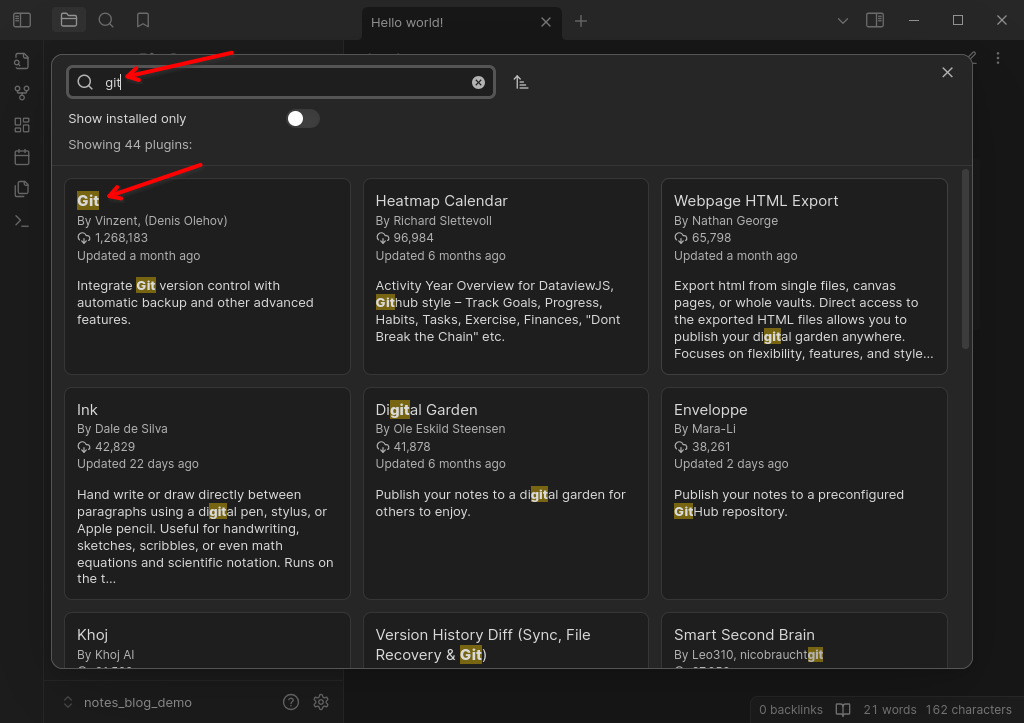 Hello world!
git
Show installed only
Showing 44 plugins:
Git
By Vinzent, (Denis Olehov)
1,268,183
Updated a month ago
Integrate Git version control with
automatic backup and other advanced
features.
Heatmap Calendar
By Richard Slettevoll
96,984
Updated 6 months ago
Activity Year Overview for DataviewJS,
Github style – Track Goals, Progress,
Habits, Tasks, Exercise, Finances, "Dont
Break the Chain" etc.
Webpage HTML Export
By Nathan George
65,798
Updated a month ago
Export html from single files, canvas
pages, or whole vaults. Direct access to
the exported HTML files allows you to
publish your digital garden anywhere.
Focuses on flexibility, features, and style...
Ink
By Dale de Silva
42,829
Updated 22 days ago
Hand write or draw directly between
paragraphs using a digital pen, stylus, or
Apple pencil. Useful for handwriting,
sketches, scribbles, or even math
equations and scientific notation. Runs on
the t...
Digital Garden
By Ole Eskild Steensen
41,878
Updated 6 months ago
Publish your notes to a digital garden for
others to enjoy.
Enveloppe
By Mara-Li
38,261
Updated 2 days ago
Publish your notes to a preconfigured
GitHub repository.
Khoj
By Khoj AI
Version History Diff (Sync, File
Recovery & Git)
Smart Second Brain
By Leo310, nicobrauchtgit
notes_blog_demo
0 backlinks
21 words
162 characters